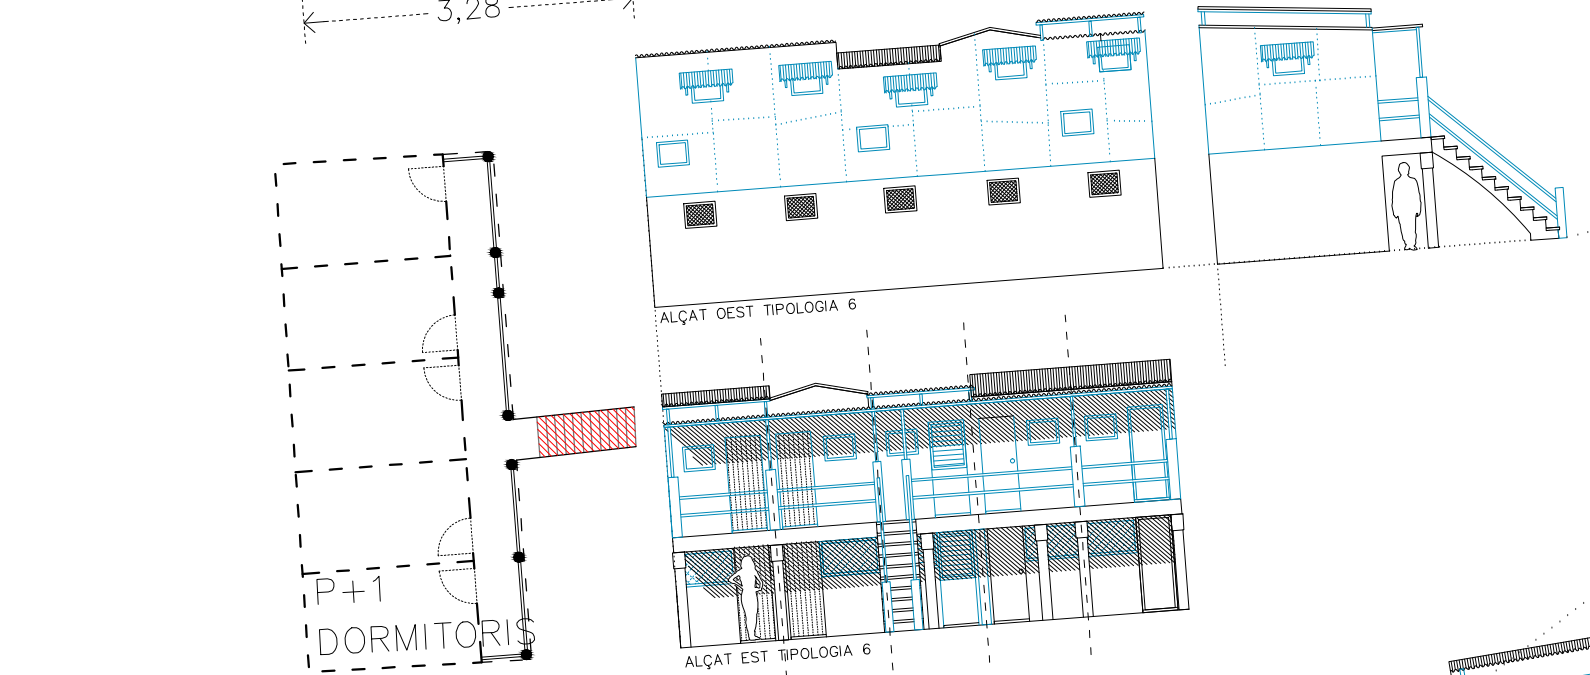 3,28
ALÇAT OEST TIPOLOGIA 6
P+1
DORMITORIS
ALÇAT EST TIPOLOGIA 6